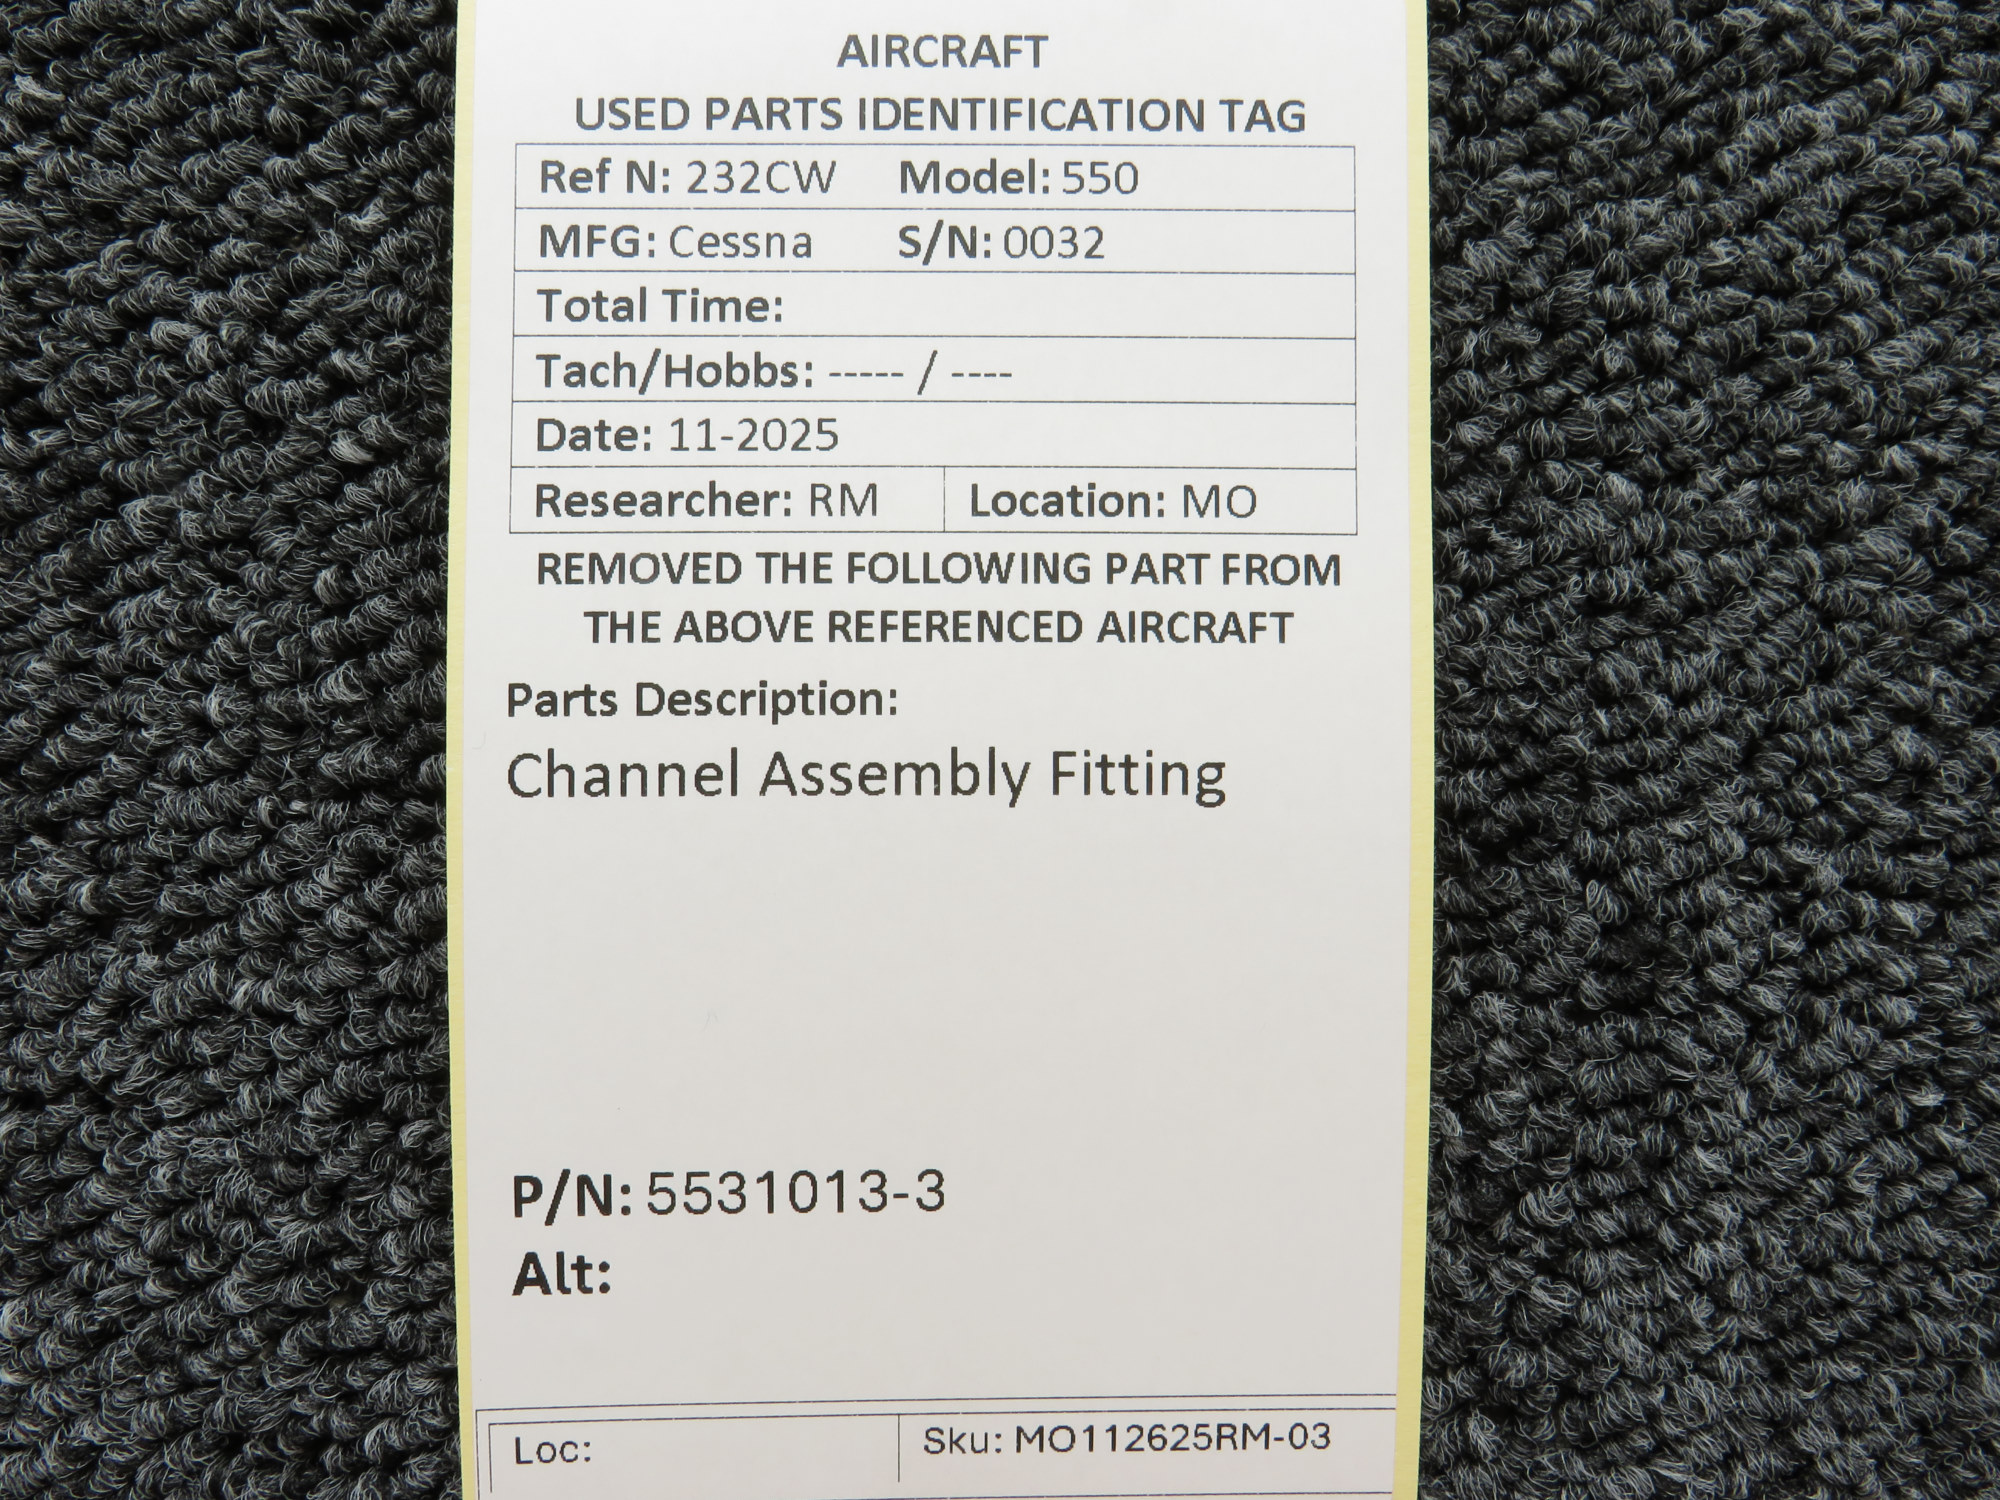 AIRCRAFT
USED PARTS IDENTIFICATION TAG
Ref N: 232CW Model: 550
MFG: Cessna S/N: 0032
Total Time:
Tach/Hobbs: ----- / ----
Date: 11-2025
Researcher: RM Location: MO
REMOVED THE FOLLOWING PART FROM
THE ABOVE REFERENCED AIRCRAFT
Parts Description:
Channel Assembly Fitting
P/N: 5531013-3
Alt:
Loc: Sku: MO112625RM-03